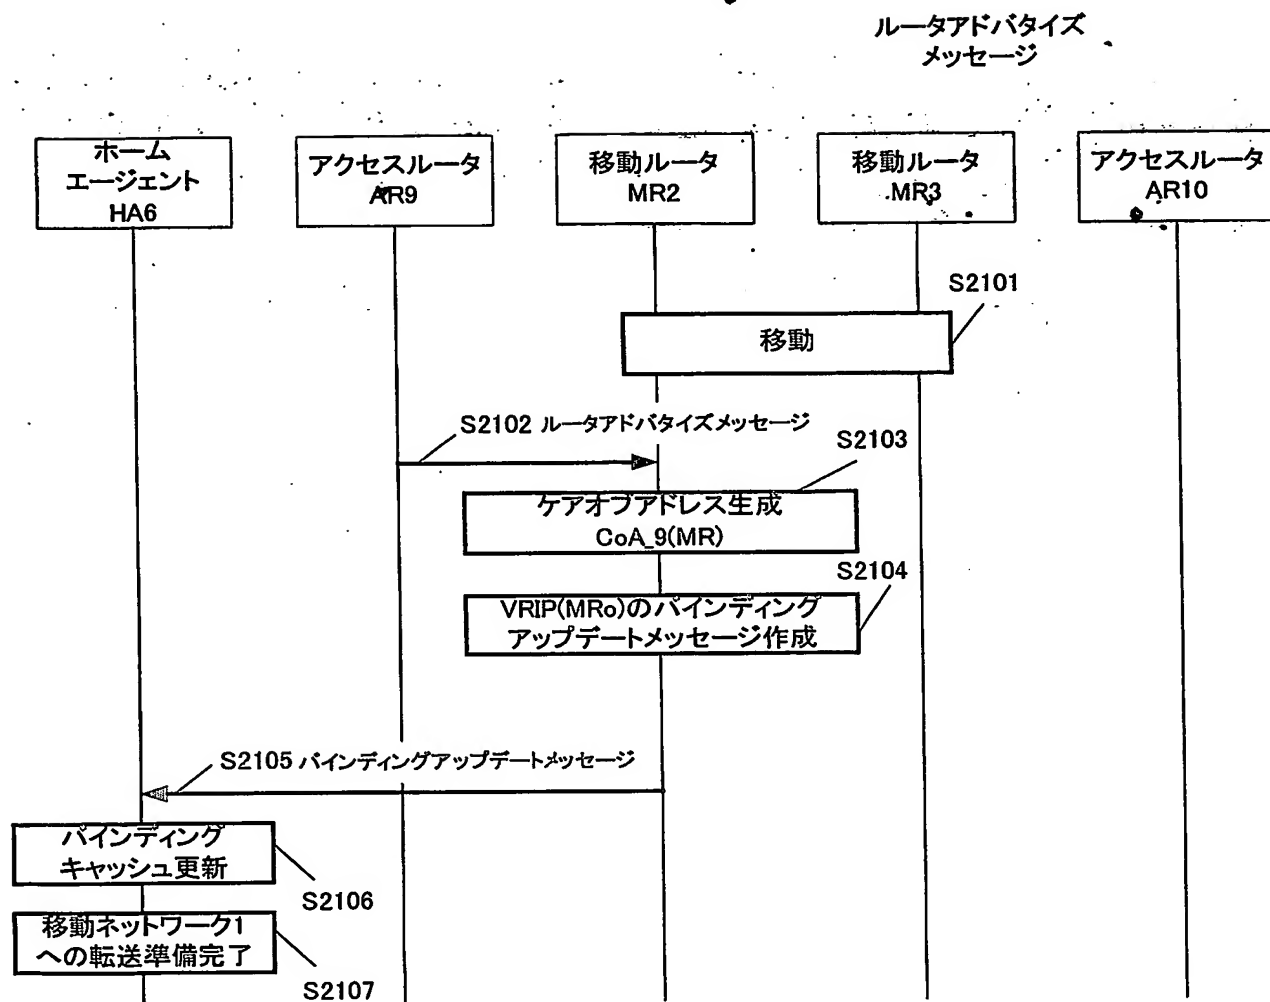 ルータアドバタイズ
メッセージ
ホーム
エージェント
HA6
アクセスルータ
AR9
移動ルータ
MR2
移動ルータ
MR3
アクセスルータ
AR10
S2101
移動
S2102 ルータアドバタイズメッセージ
S2103
ケアオブアドレス生成
CoA_9(MR)
S2104
VRIP(MRo)のバインディング
アップデートメッセージ作成
S2105 バインディングアップデートメッセージ
バインディング
キャッシュ更新
S2106
移動ネットワーク1
への転送準備完了
S2107